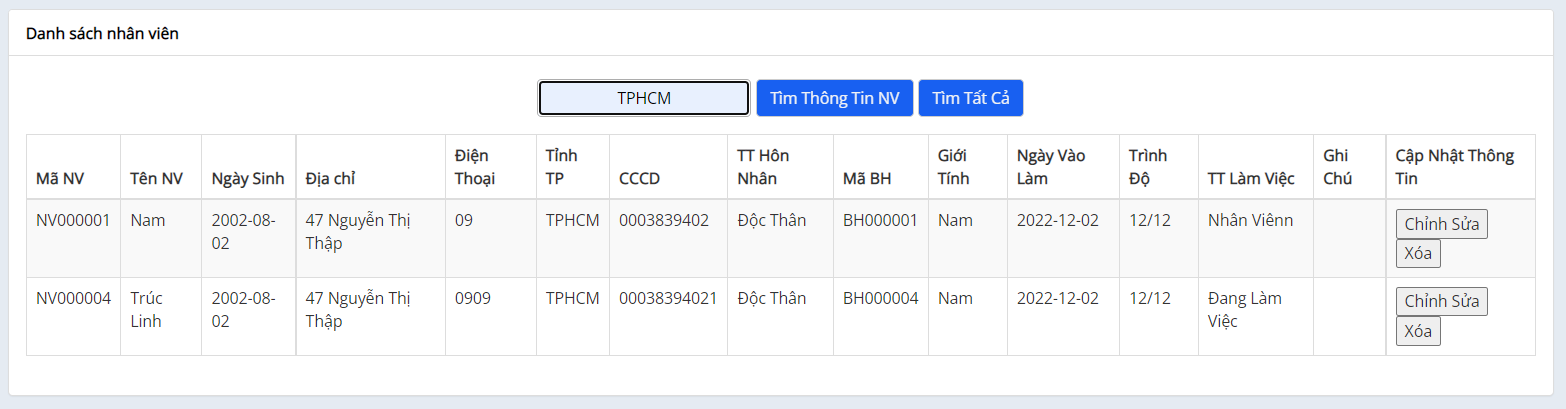 Danh sách nhân viên
TPHCM Tìm Thông Tin NV Tìm Tất Cả
Mã NV Tên NV Ngày Sinh Địa chỉ Điện Thoại Tỉnh TP CCCD TT Hôn Nhân Mã BH Giới Tính Ngày Vào Làm Trình Độ TT Làm Việc Ghi Chú Cập Nhật Thông Tin
NV000001 Nam 2002-08-02 47 Nguyễn Thị Thập 09 TPHCM 0003839402 Độc Thân BH000001 Nam 2022-12-02 12/12 Nhân Viênn Chỉnh Sửa
Xóa
NV000004 Trúc Linh 2002-08-02 47 Nguyễn Thị Thập 0909 TPHCM 00038394021 Độc Thân BH000004 Nam 2022-12-02 12/12 Đang Làm Việc Chỉnh Sửa
Xóa